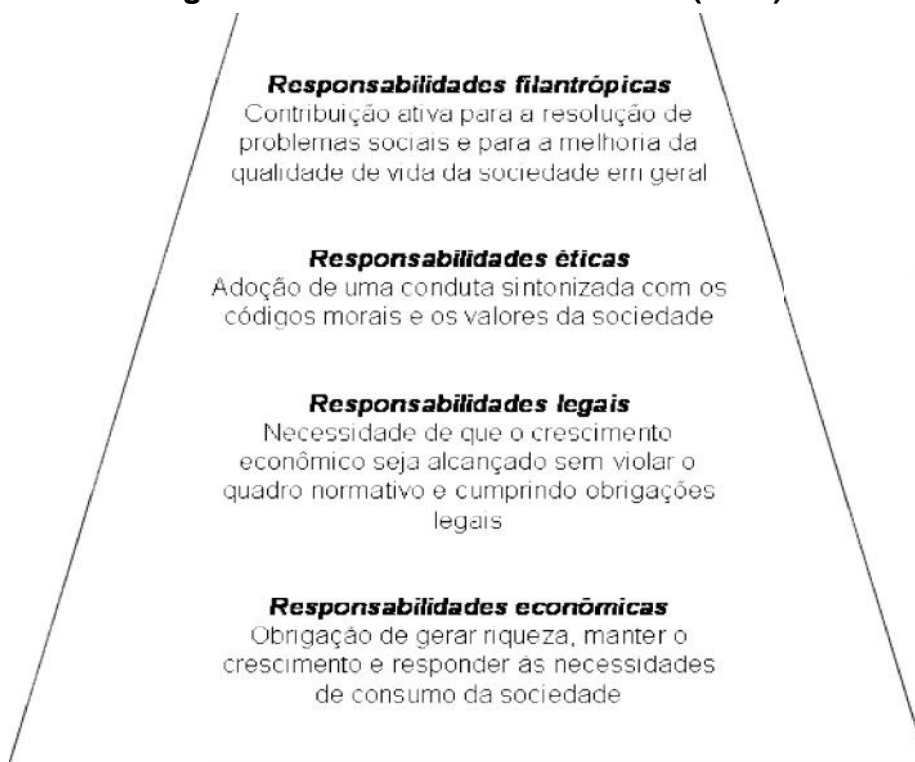 Responsabilidades filantrópicas
Contribuição ativa para a resolução de
problemas sociais e para a melhoria da
qualidade de vida da sociedade em geral
Responsabilidades éticas
Adoção de uma conduta sintonizada com os
códigos morais e os valores da sociedade
Responsabilidades legais
Necessidade de que o crescimento
econômico seja alcançado sem violar o
quadro normativo e cumprindo obrigações
legais
Responsabilidades econômicas
Obrigação de gerar riqueza, manter o
crescimento e responder às necessidades
de consumo da sociedade